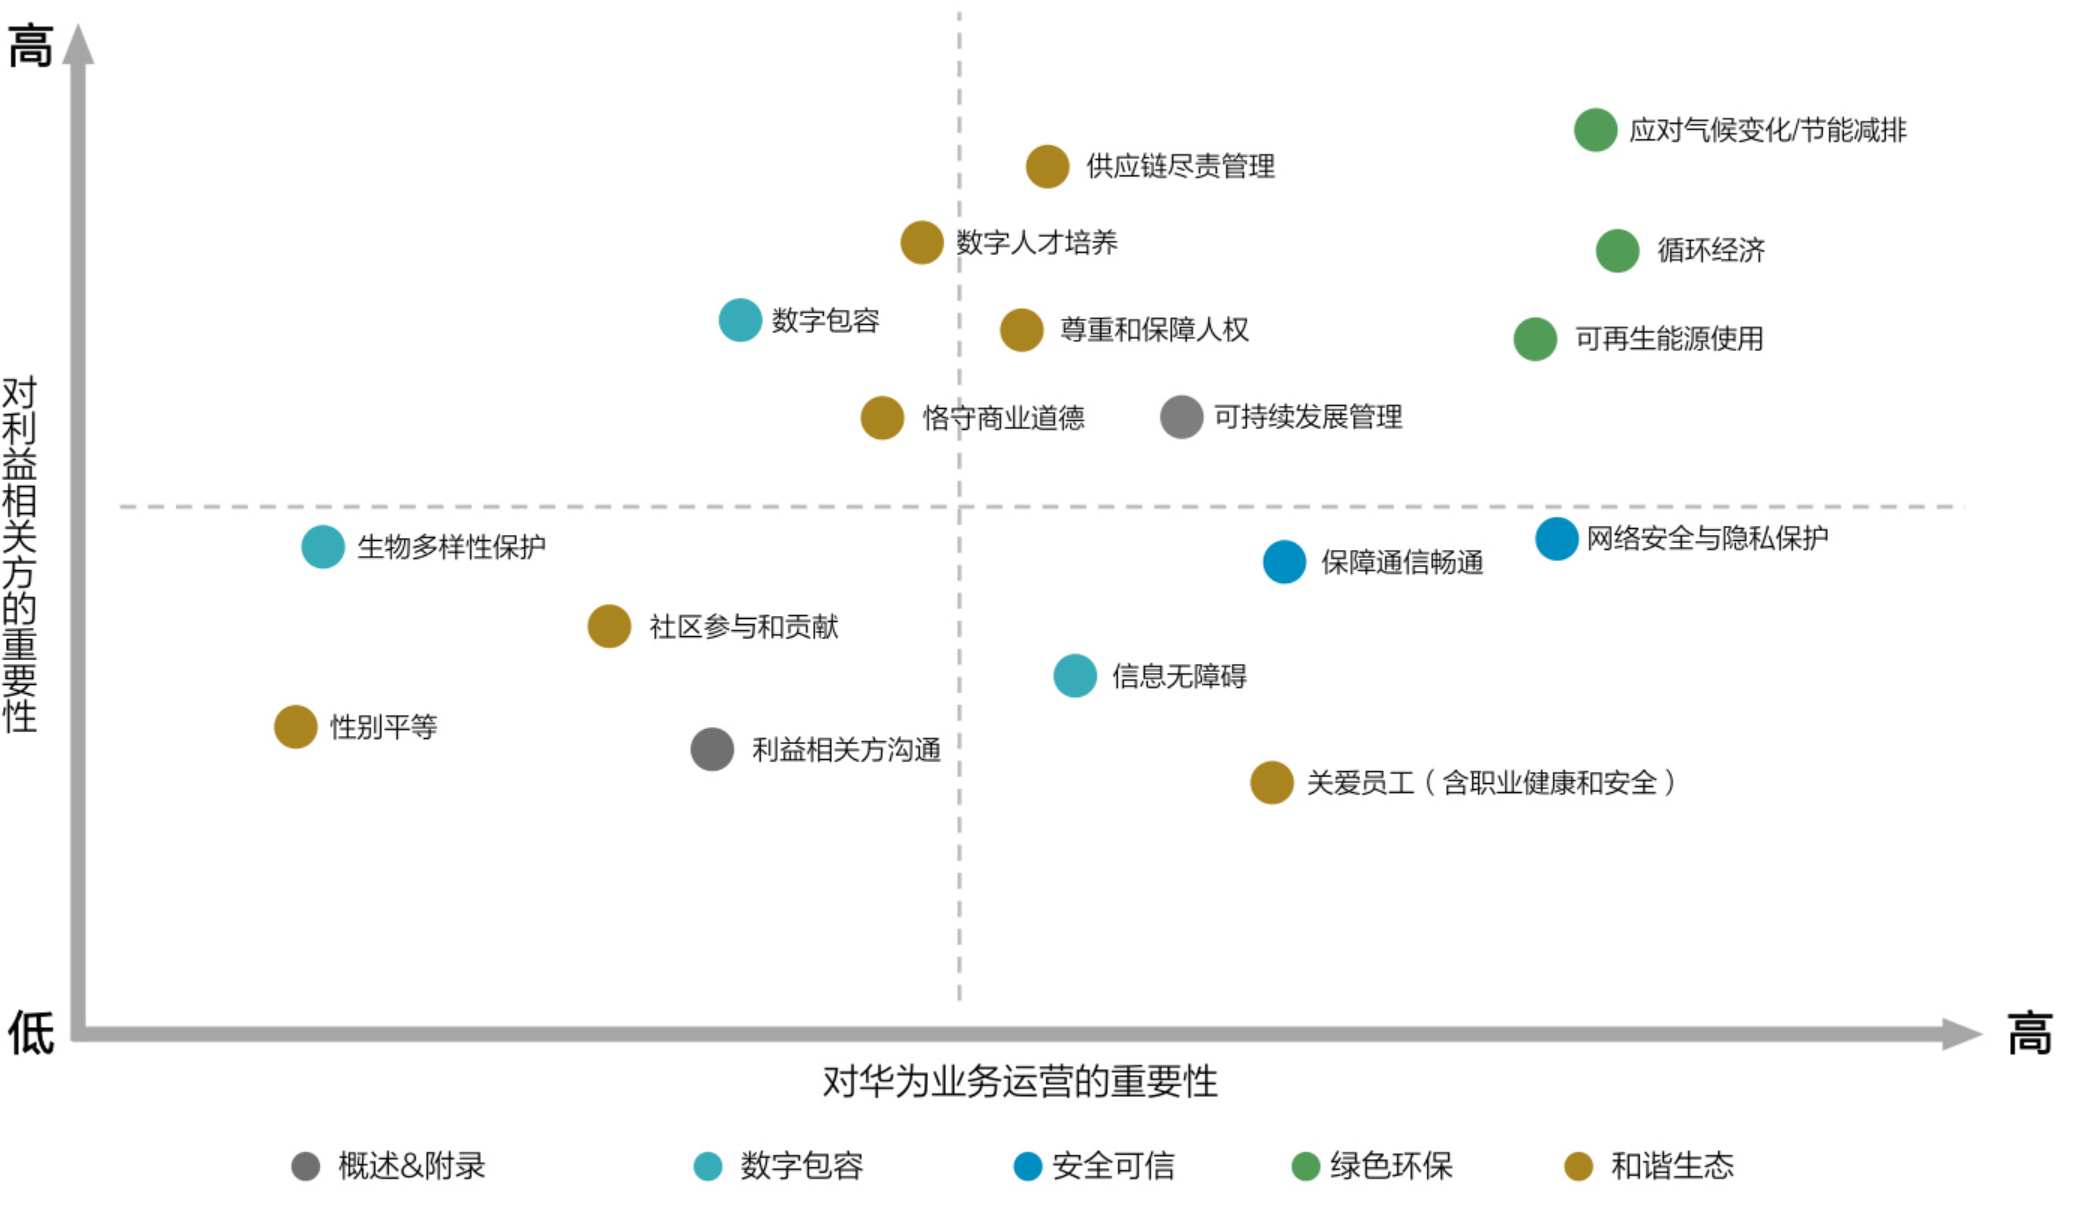 高
应对气候变化/节能减排
供应链尽责管理
数字人才培养
循环经济
数字包容
尊重和保障人权
可再生能源使用
恪守商业道德
可持续发展管理
对利益相关方的重要性
生物多样性保护
保障通信畅通
网络安全与隐私保护
社区参与和贡献
信息无障碍
性别平等
利益相关方沟通
关爱员工（含职业健康和安全）
低
高
对华为业务运营的重要性
概述&附录
数字包容
安全可信
绿色环保
和谐生态